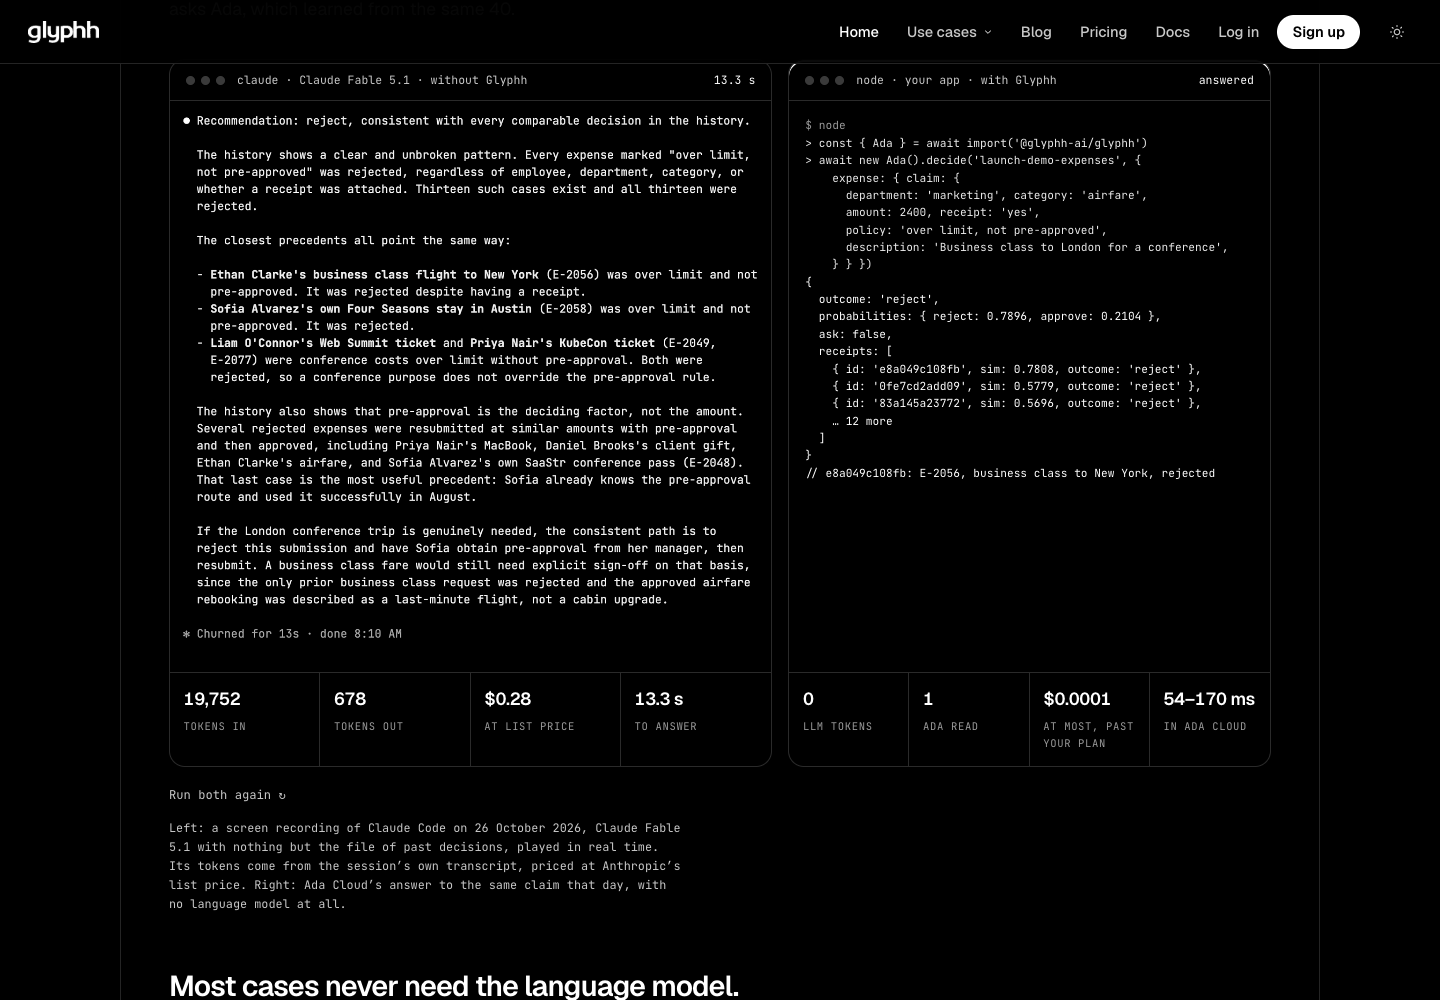 asks Ada, which learned from the same 40.
glyphh
Home
Use cases
Blog
Pricing
Docs
Log in
Sign up
claude · Claude Fable 5.1 · without Glyphh
13.3 s
● Recommendation: reject, consistent with every comparable decision in the history.
The history shows a clear and unbroken pattern. Every expense marked "over limit,
not pre-approved" was rejected, regardless of employee, department, category, or
whether a receipt was attached. Thirteen such cases exist and all thirteen were
rejected.
The closest precedents all point the same way:
- Ethan Clarke's business class flight to New York (E-2056) was over limit and not
pre-approved. It was rejected despite having a receipt.
- Sofia Alvarez's own Four Seasons stay in Austin (E-2058) was over limit and not
pre-approved. It was rejected.
- Liam O'Connor's Web Summit ticket and Priya Nair's KubeCon ticket (E-2049,
E-2077) were conference costs over limit without pre-approval. Both were
rejected, so a conference purpose does not override the pre-approval rule.
The history also shows that pre-approval is the deciding factor, not the amount.
Several rejected expenses were resubmitted at similar amounts with pre-approval
and then approved, including Priya Nair's MacBook, Daniel Brooks's client gift,
Ethan Clarke's airfare, and Sofia Alvarez's own SaaStr conference pass (E-2048).
That last case is the most useful precedent: Sofia already knows the pre-approval
route and used it successfully in August.
If the London conference trip is genuinely needed, the consistent path is to
reject this submission and have Sofia obtain pre-approval from her manager, then
resubmit. A business class fare would still need explicit sign-off on that basis,
since the only prior business class request was rejected and the approved airfare
rebooking was described as a last-minute flight, not a cabin upgrade.
✻ Churned for 13s · done 8:10 AM
19,752
TOKENS IN
678
TOKENS OUT
$0.28
AT LIST PRICE
13.3 s
TO ANSWER
node · your app · with Glyphh
answered
$ node
> const { Ada } = await import('@glyphh-ai/glyphh')
> await new Ada().decide('launch-demo-expenses', {
expense: { claim: {
department: 'marketing', category: 'airfare',
amount: 2400, receipt: 'yes',
policy: 'over limit, not pre-approved',
description: 'Business class to London for a conference',
} } })
{
outcome: 'reject',
probabilities: { reject: 0.7896, approve: 0.2104 },
ask: false,
receipts: [
{ id: 'e8a049c108fb', sim: 0.7808, outcome: 'reject' },
{ id: '0fe7cd2add09', sim: 0.5779, outcome: 'reject' },
{ id: '83a145a23772', sim: 0.5696, outcome: 'reject' },
… 12 more
]
}
// e8a049c108fb: E-2056, business class to New York, rejected
0
LLM TOKENS
1
ADA READ
$0.0001
AT MOST, PAST
YOUR PLAN
54–170 ms
IN ADA CLOUD
Run both again ↻
Left: a screen recording of Claude Code on 26 October 2026, Claude Fable
5.1 with nothing but the file of past decisions, played in real time.
Its tokens come from the session’s own transcript, priced at Anthropic’s
list price. Right: Ada Cloud’s answer to the same claim that day, with
no language model at all.
Most cases never need the language model.